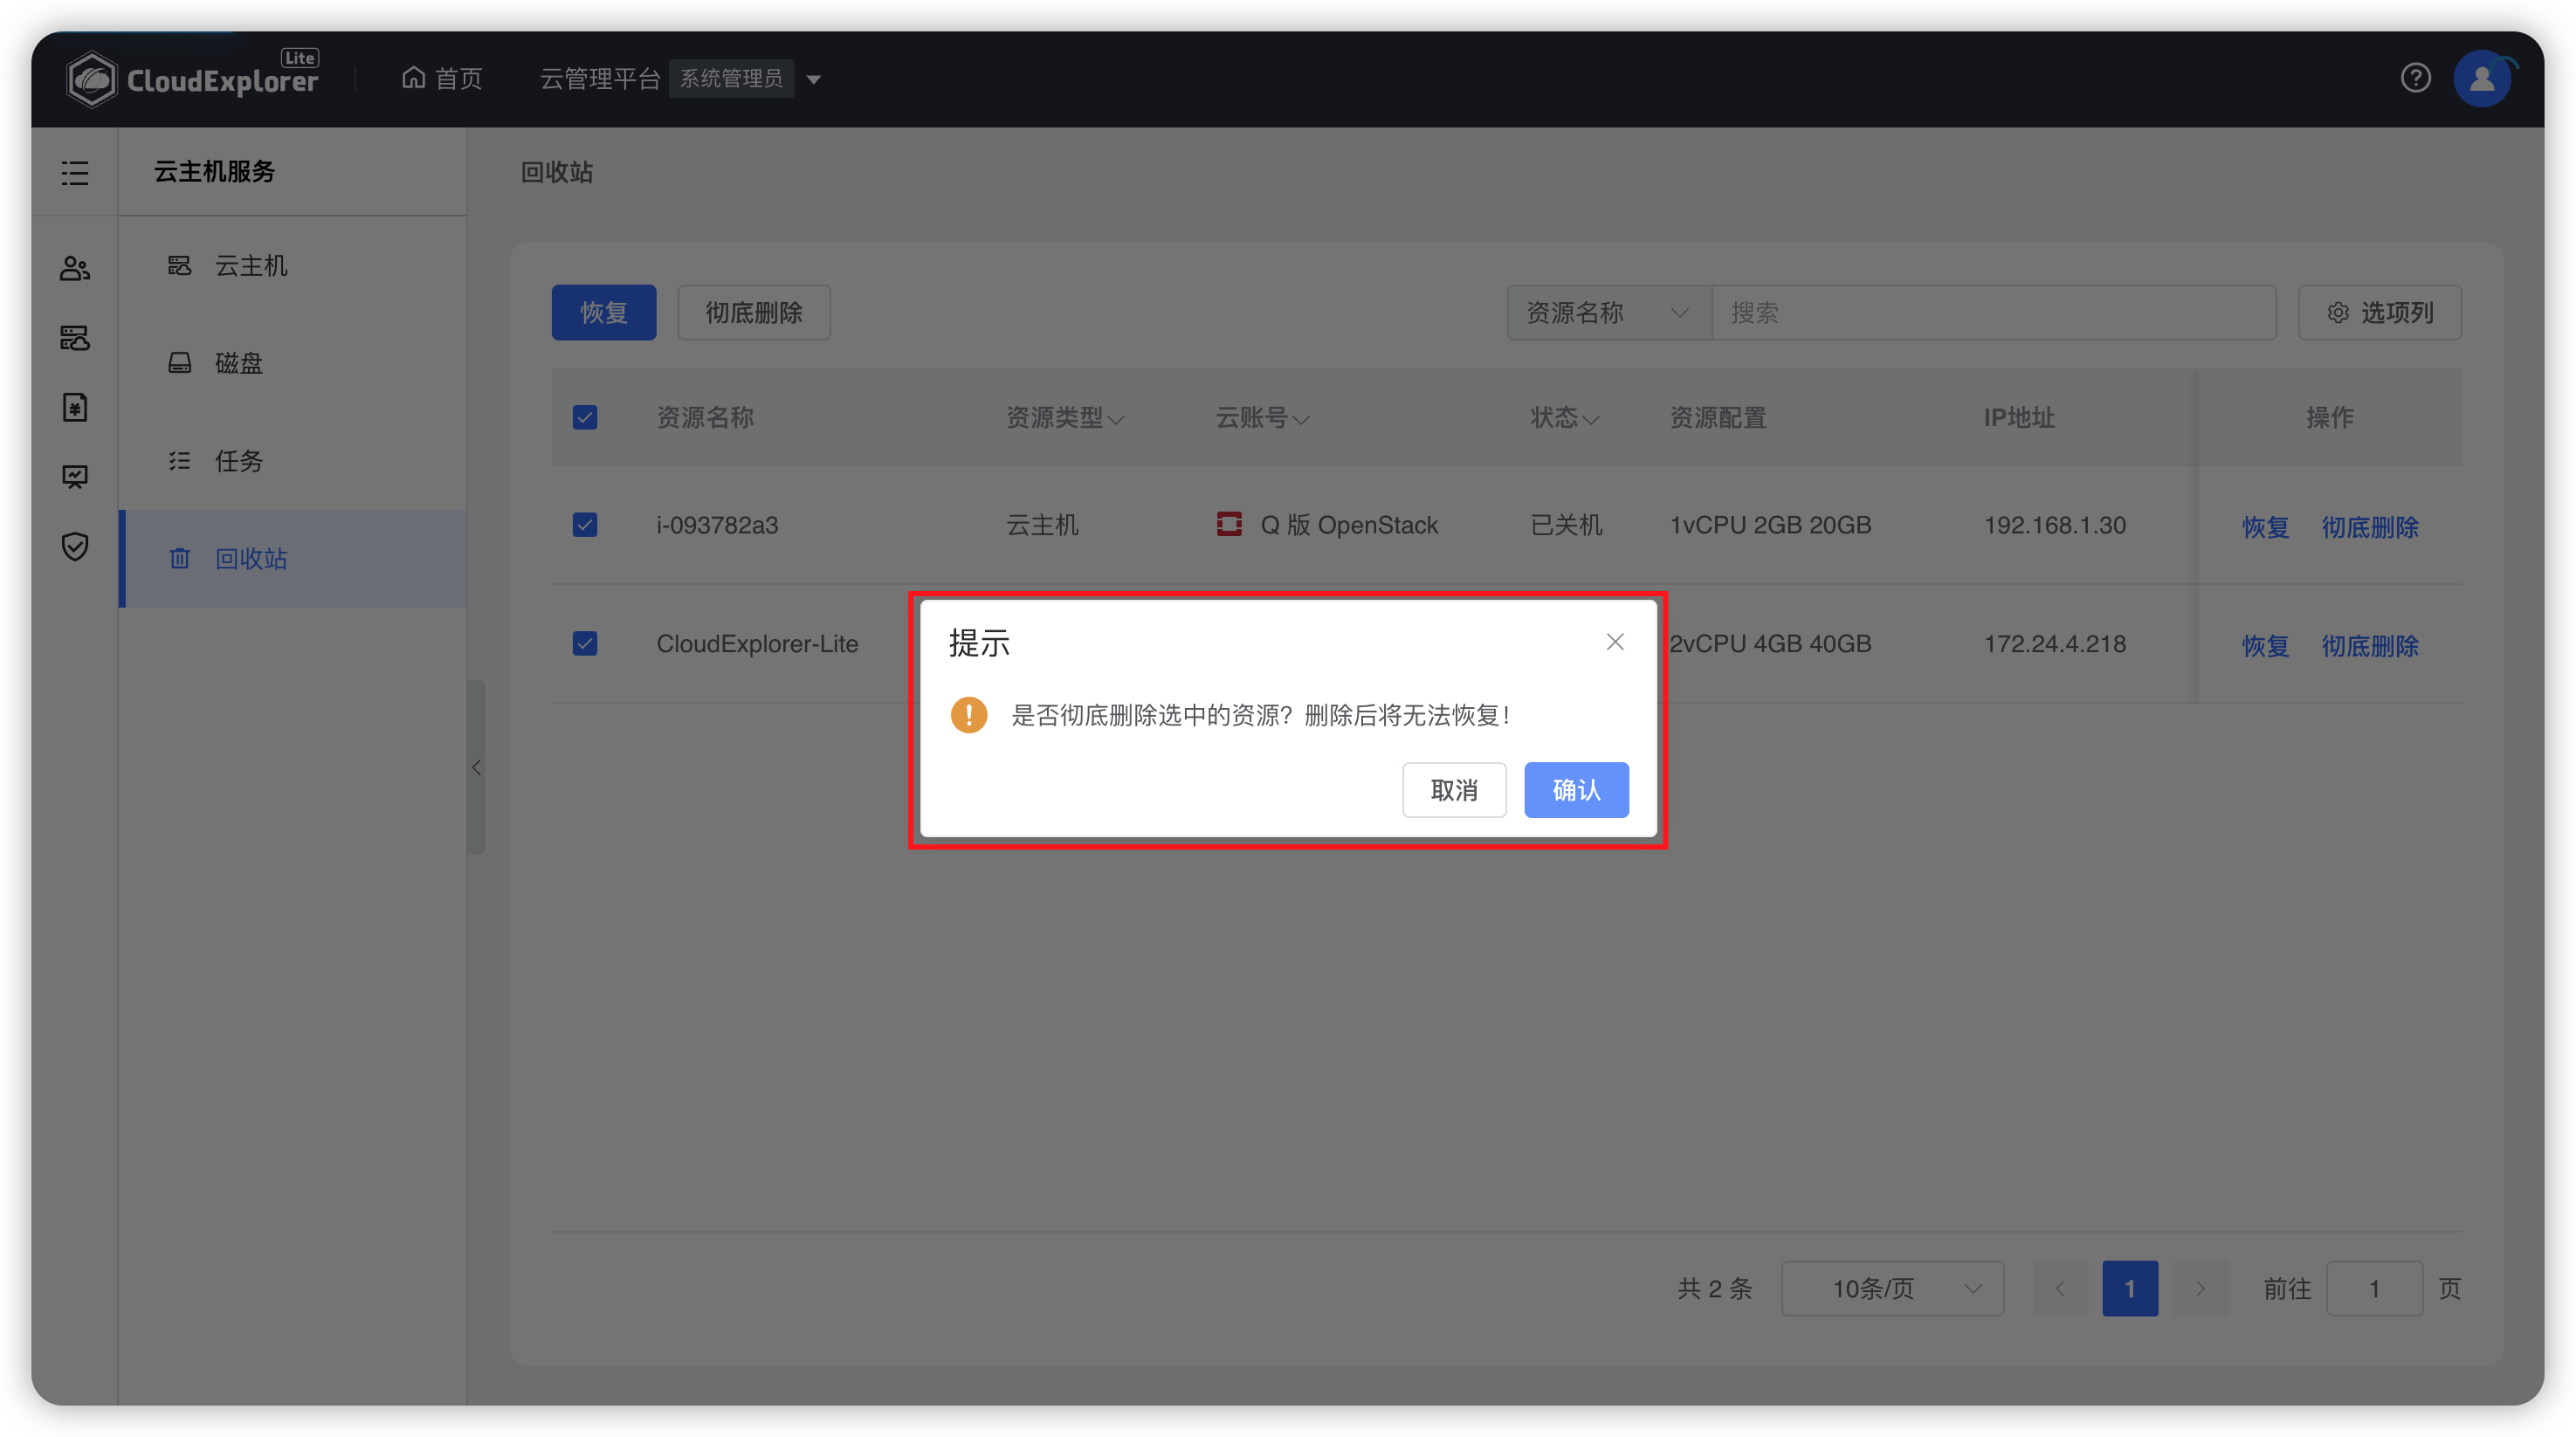 CloudExplorer Lite
首页
云管理平台 系统管理员
云主机服务
云主机
磁盘
任务
回收站
回收站
恢复 彻底删除 资源名称 搜索 选项列
资源名称 资源类型 云账号 状态 资源配置 IP地址 操作
i-093782a3 云主机 Q 版 OpenStack 已关机 1vCPU 2GB 20GB 192.168.1.30 恢复 彻底删除
CloudExplorer-Lite 2vCPU 4GB 40GB 172.24.4.218 恢复 彻底删除
提示
是否彻底删除选中的资源？删除后将无法恢复！
取消 确认
共 2 条 10条/页 1 前往 1 页